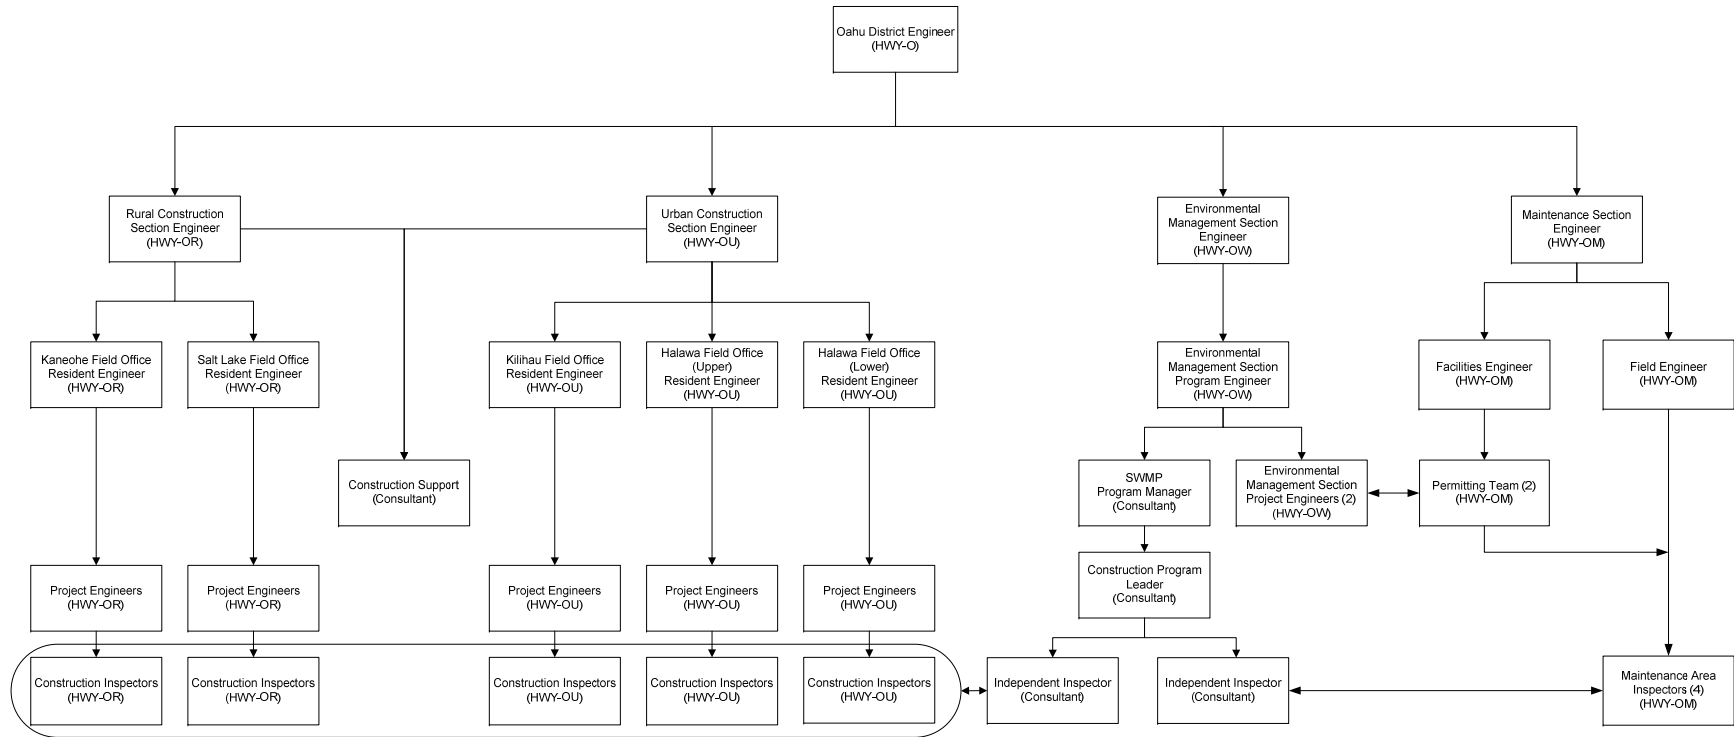 Oahu District Engineer
(HWY-O)
Rural Construction
Section Engineer
(HWY-OR)
Urban Construction
Section Engineer
(HWY-OU)
Environmental
Management Section
Engineer
(HWY-OW)
Maintenance Section
Engineer
(HWY-OM)
Kaneohe Field Office
Resident Engineer
(HWY-OR)
Salt Lake Field Office
Resident Engineer
(HWY-OR)
Kilihau Field Office
Resident Engineer
(HWY-OU)
Halawa Field Office
(Upper)
Resident Engineer
(HWY-OU)
Halawa Field Office
(Lower)
Resident Engineer
(HWY-OU)
Environmental
Management Section
Program Engineer
(HWY-OW)
Facilities Engineer
(HWY-OM)
Field Engineer
(HWY-OM)
Construction Support
(Consultant)
SWMP
Program Manager
(Consultant)
Environmental
Management Section
Project Engineers (2)
(HWY-OW)
Permitting Team (2)
(HWY-OM)
Project Engineers
(HWY-OR)
Project Engineers
(HWY-OR)
Project Engineers
(HWY-OU)
Project Engineers
(HWY-OU)
Project Engineers
(HWY-OU)
Construction Program
Leader
(Consultant)
Construction Inspectors
(HWY-OR)
Construction Inspectors
(HWY-OR)
Construction Inspectors
(HWY-OU)
Construction Inspectors
(HWY-OU)
Construction Inspectors
(HWY-OU)
Independent Inspector
(Consultant)
Independent Inspector
(Consultant)
Maintenance Area
Inspectors (4)
(HWY-OM)